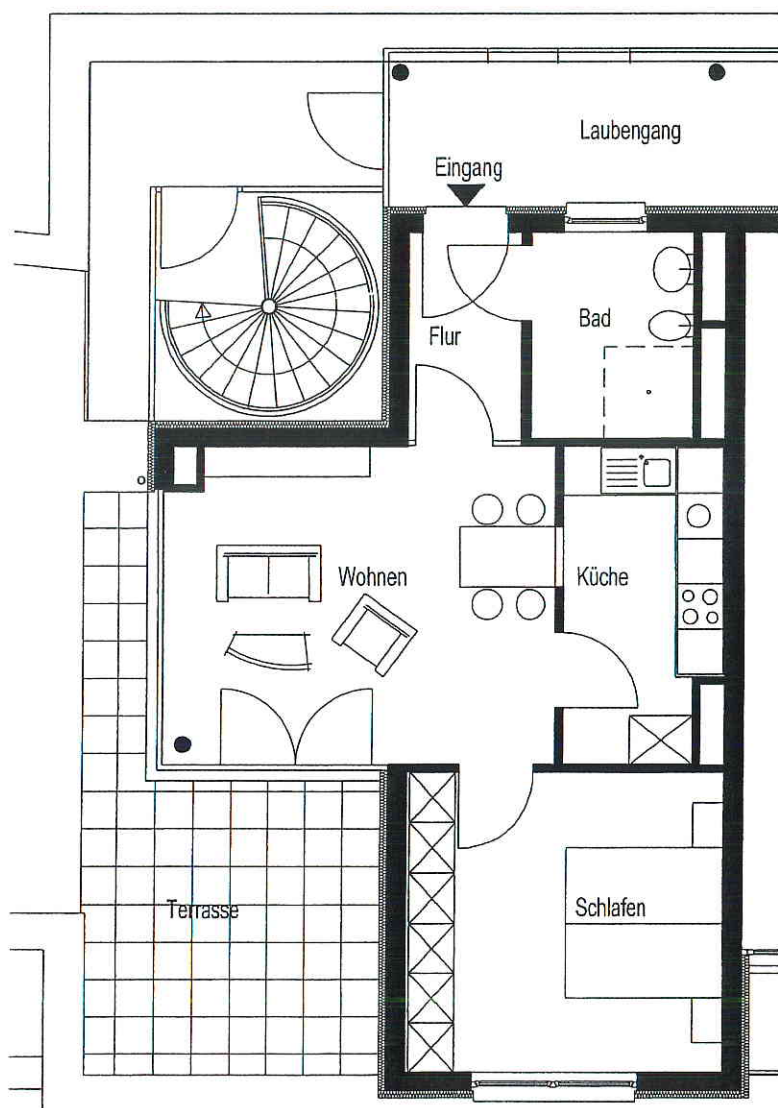 Laubengang
Eingang
Flur
Bad
Wohnen
Küche
Terrasse
Schlafen